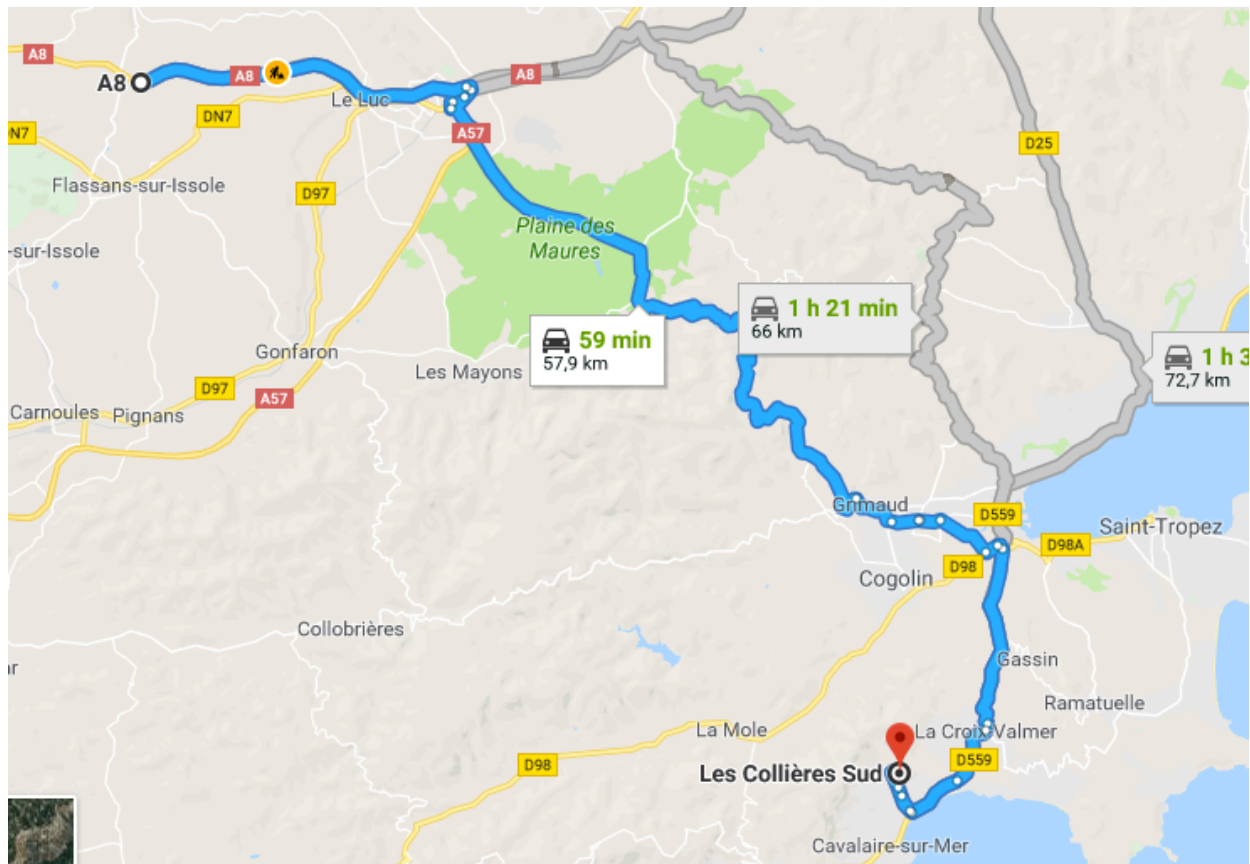 A8
A8
A8
A8
Le Luc
DN7
DN7
A57
D25
Flassans-sur-Issole
D97
Plaine des
Maures
-sur-Issole
1 h 21 min
66 km
59 min
57,9 km
1 h 3
72,7 km
Gonfaron
Les Mayons
D97
A57
Carnoules
Pignans
Grimaud
D559
Saint-Tropez
D98A
D98
Cogolin
Collobrières
ar
Gassin
Ramatuelle
La Mole
La Croix-Valmer
D98
Les Collières Sud
D559
Cavalaire-sur-Mer